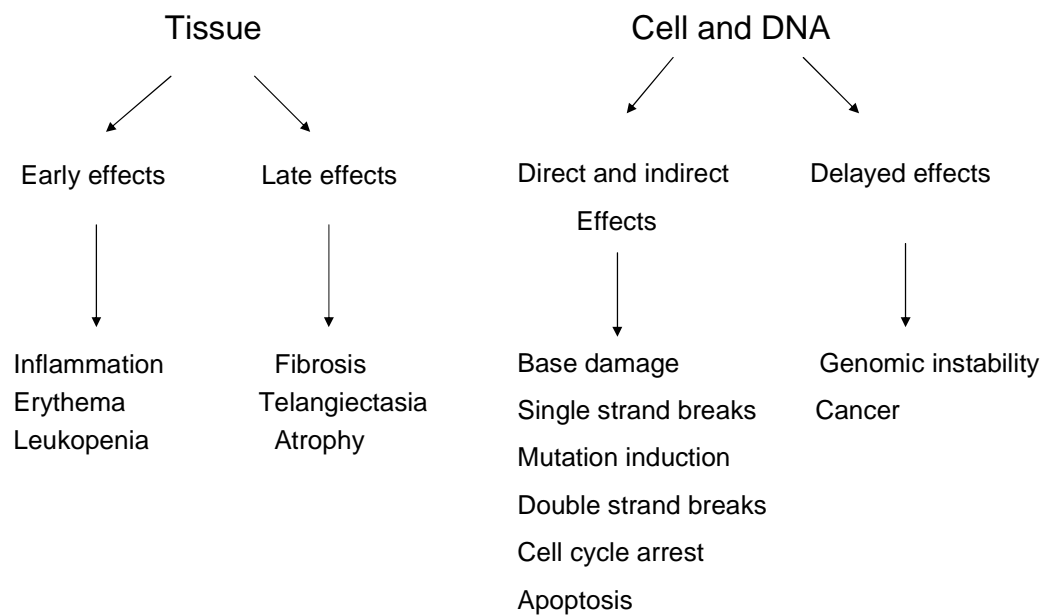 Tissue
Early effects
Late effects
Inflammation
Erythema
Leukopenia
Fibrosis
Telangiectasia
Atrophy
Cell and DNA
Direct and indirect
Effects
Delayed effects
Base damage
Single strand breaks
Mutation induction
Double strand breaks
Cell cycle arrest
Apoptosis
Genomic instability
Cancer